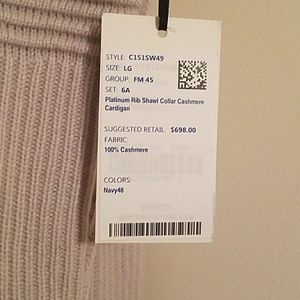 STYLE: C151SW49
SIZE: LG
GROUP: FM 45
SET: 6A
Platinum Rib Shawl Collar Cashmere
Cardigan
SUGGESTED RETAIL: $698.00
FABRIC:
100% Cashmere
COLORS:
Navy48